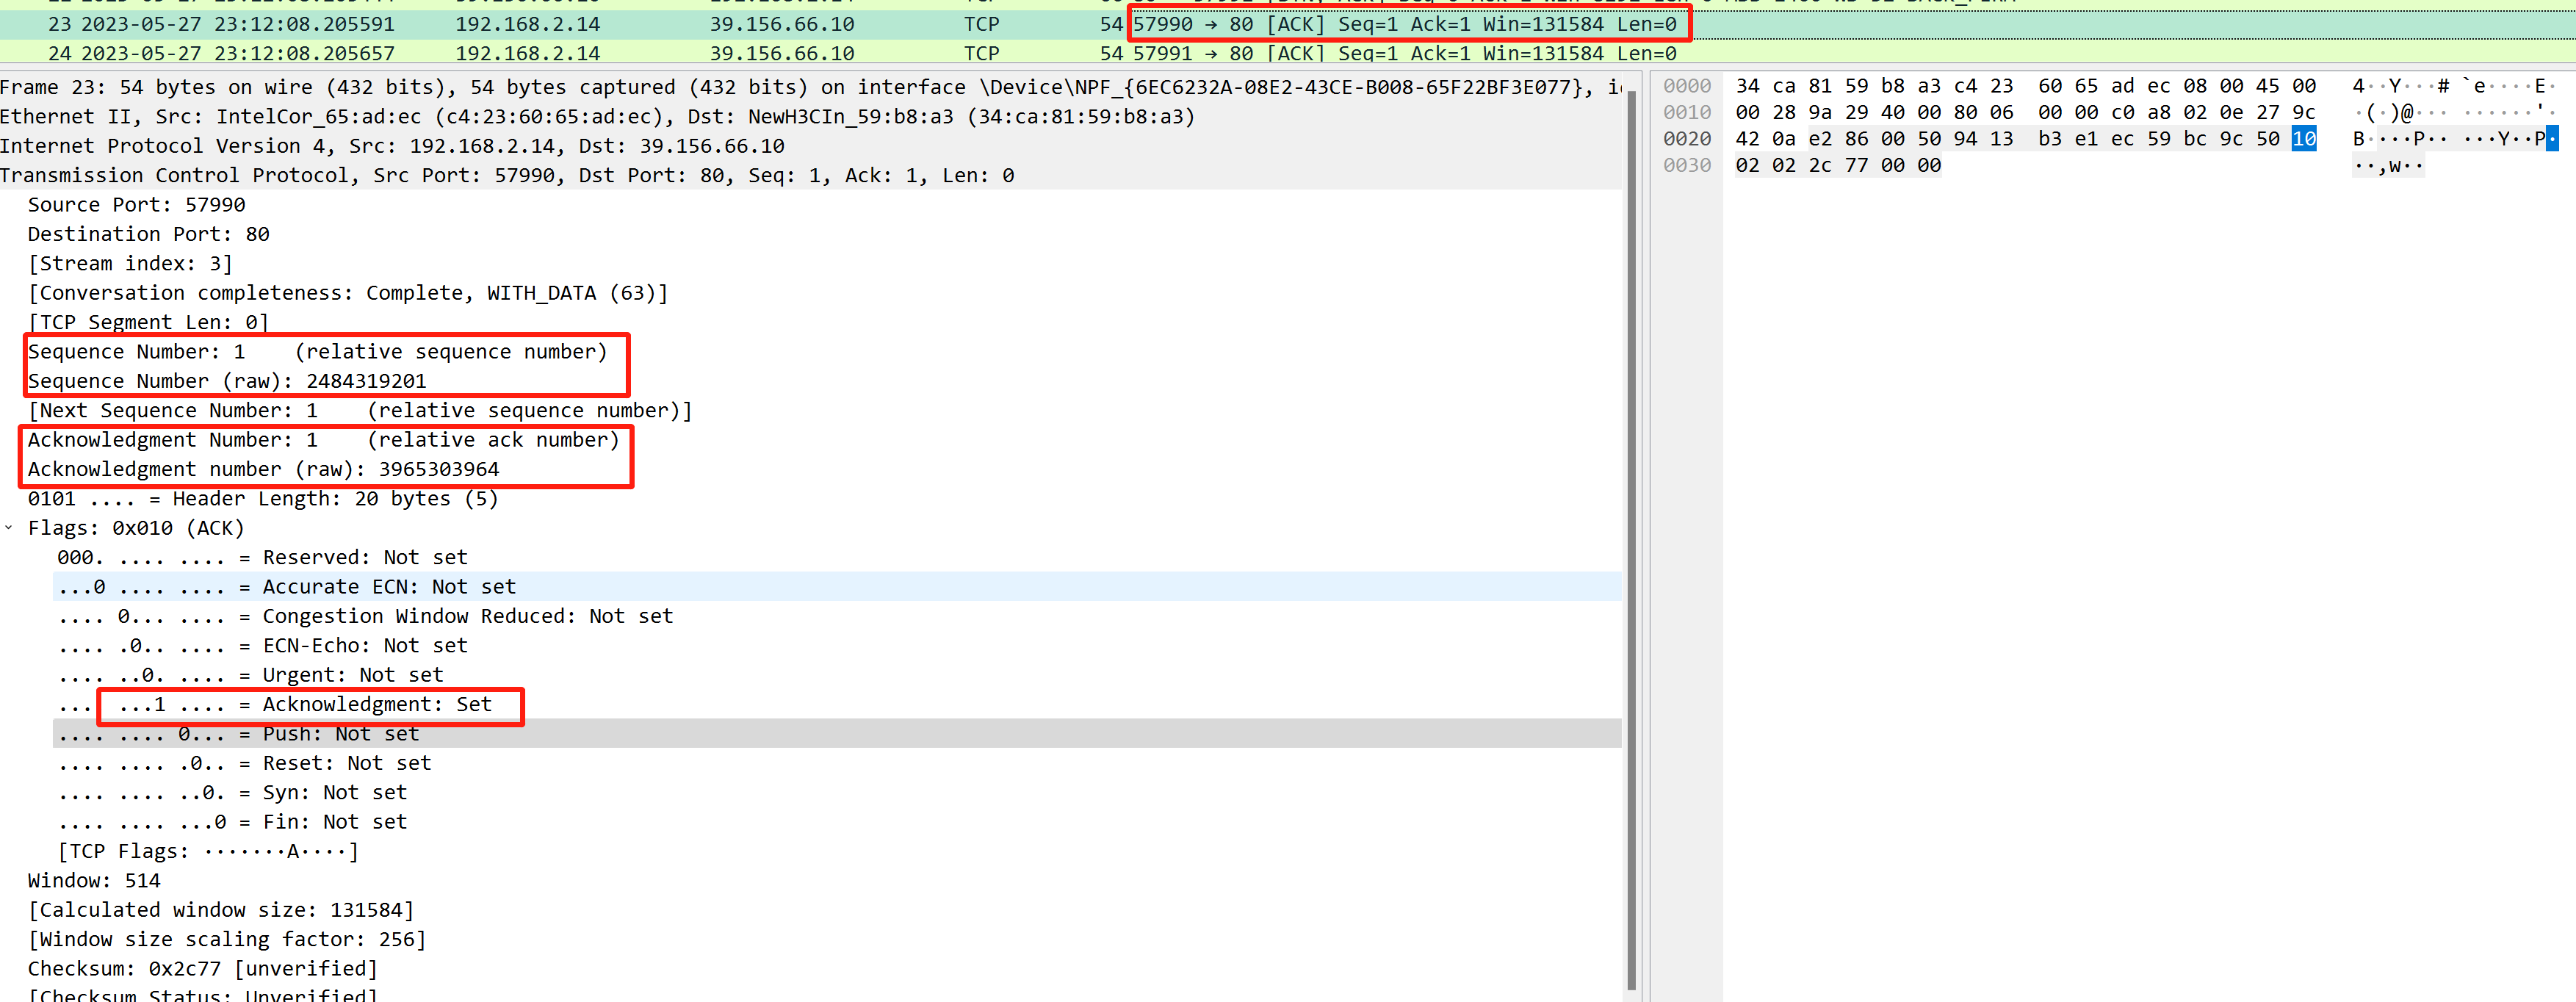 23 2023-05-27 23:12:08.205591 192.168.2.14 39.156.66.10 TCP 54 57990 → 80 [ACK] Seq=1 Ack=1 Win=131584 Len=0
24 2023-05-27 23:12:08.205657 192.168.2.14 39.156.66.10 TCP 54 57991 → 80 [ACK] Seq=1 Ack=1 Win=131584 Len=0
Frame 23: 54 bytes on wire (432 bits), 54 bytes captured (432 bits) on interface \Device\NPF_{6EC6232A-08E2-43CE-B008-65F22BF3E077},
Ethernet II, Src: IntelCor_65:ad:ec (c4:23:60:65:ad:ec), Dst: NewH3CIn_59:b8:a3 (34:ca:81:59:b8:a3)
Internet Protocol Version 4, Src: 192.168.2.14, Dst: 39.156.66.10
Transmission Control Protocol, Src Port: 57990, Dst Port: 80, Seq: 1, Ack: 1, Len: 0
Source Port: 57990
Destination Port: 80
[Stream index: 3]
[Conversation completeness: Complete, WITH_DATA (63)]
[TCP Segment Len: 0]
Sequence Number: 1    (relative sequence number)
Sequence Number (raw): 2484319201
[Next Sequence Number: 1    (relative sequence number)]
Acknowledgment Number: 1    (relative ack number)
Acknowledgment number (raw): 3965303964
0101 .... = Header Length: 20 bytes (5)
Flags: 0x010 (ACK)
000. .... .... = Reserved: Not set
...0 .... .... = Accurate ECN: Not set
.... 0... .... = Congestion Window Reduced: Not set
.... .0.. .... = ECN-Echo: Not set
.... ..0. .... = Urgent: Not set
.... ...1 .... = Acknowledgment: Set
.... .... 0... = Push: Not set
.... .... .0.. = Reset: Not set
.... .... ..0. = Syn: Not set
.... .... ...0 = Fin: Not set
[TCP Flags: ·······A····]
Window: 514
[Calculated window size: 131584]
[Window size scaling factor: 256]
Checksum: 0x2c77 [unverified]
[Checksum Status: Unverified]
0000 34 ca 81 59 b8 a3 c4 23 60 65 ad ec 08 00 45 00 4··Y···# `e····E·
0010 00 28 9a 29 40 00 80 06 00 00 c0 a8 02 0e 27 9c ·(·)@··· ······'·
0020 42 0a e2 86 00 50 94 13 b3 e1 ec 59 bc 9c 50 10 B····P·· ···Y··P·
0030 02 02 2c 77 00 00 ··,w··